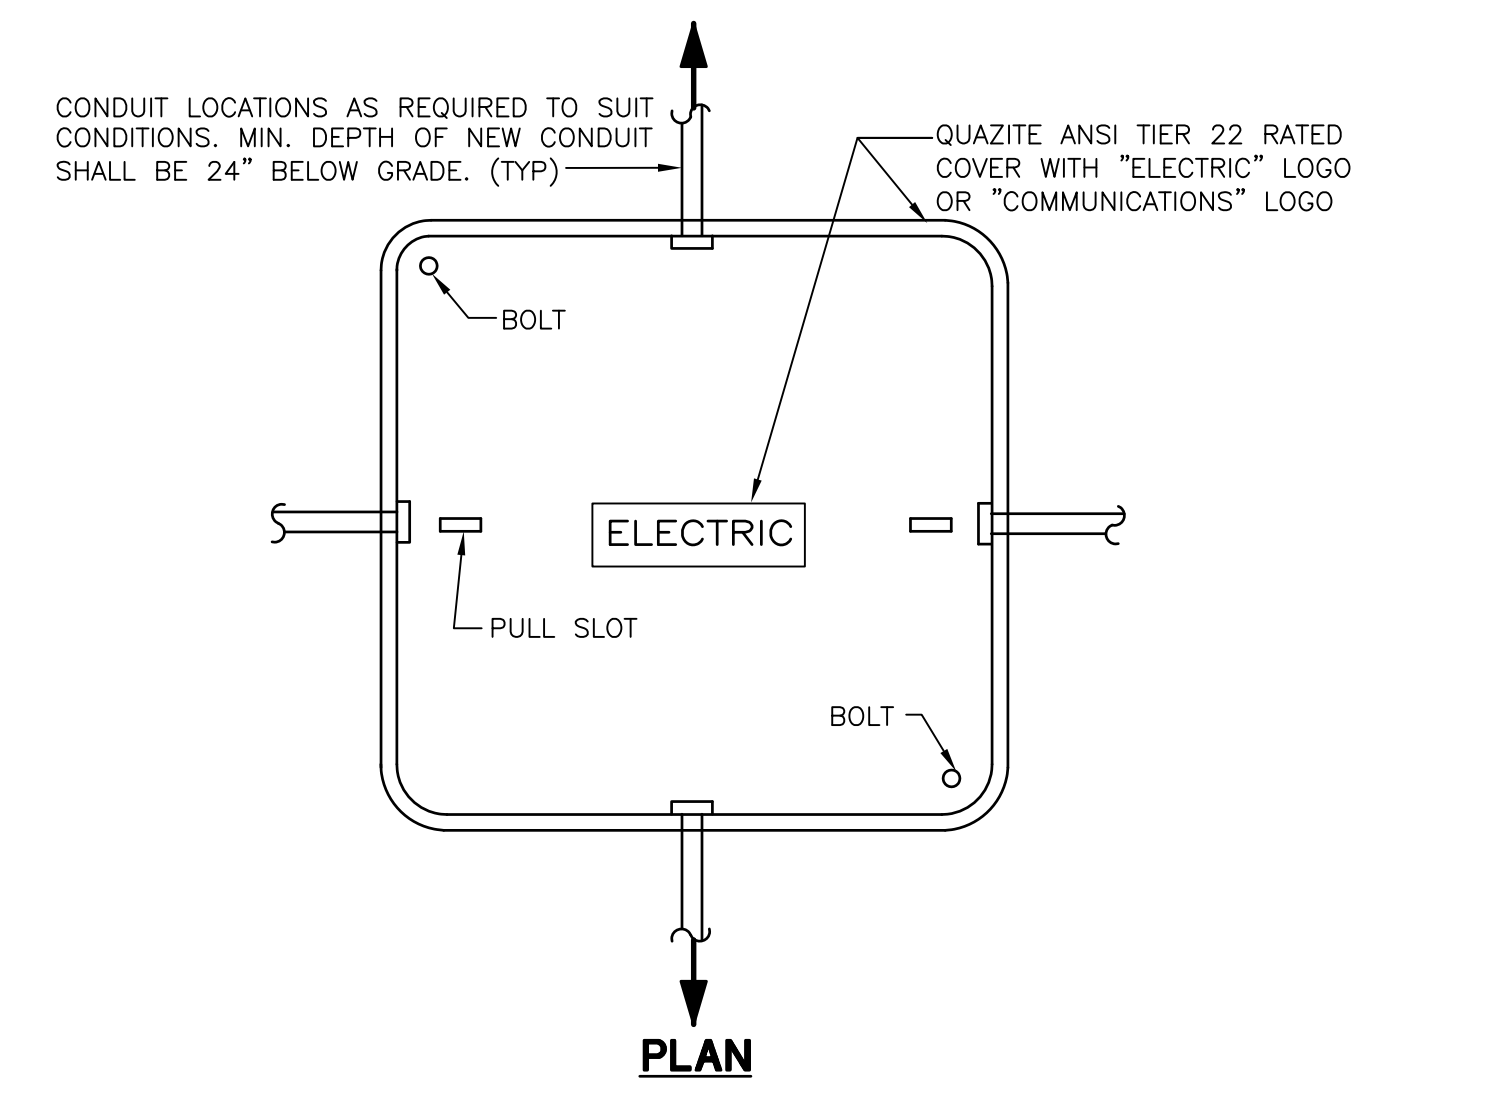 CONDUIT LOCATIONS AS REQUIRED TO SUIT
CONDITIONS. MIN. DEPTH OF NEW CONDUIT
SHALL BE 24" BELOW GRADE. (TYP)
QUAZITE ANSI TIER 22 RATED
COVER WITH "ELECTRIC" LOGO
OR "COMMUNICATIONS" LOGO
BOLT
ELECTRIC
PULL SLOT
BOLT
PLAN